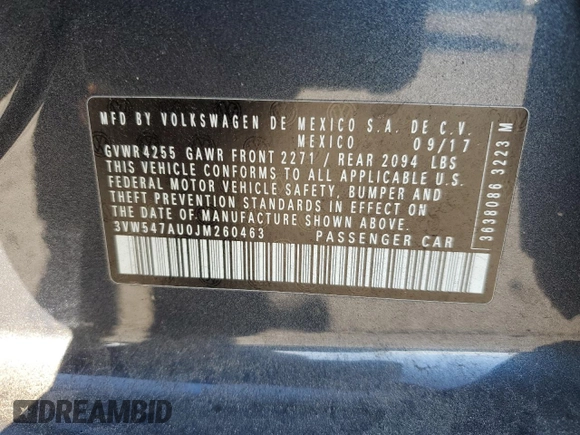 MFD BY VOLKSWAGEN DE MEXICO S.A. DE C.V.
MEXICO 09/17
GVWR4255 GAWR FRONT 2271 / REAR 2094 LBS
THIS VEHICLE CONFORMS TO ALL APPLICABLE U.S.
FEDERAL MOTOR VEHICLE SAFETY, BUMPER AND
THEFT PREVENTION STANDARDS IN EFFECT ON
THE DATE OF MANUFACTURE SHOWN ABOVE.
3VW547AU0JM260463 PASSENGER CAR
3638086 3223 M
DREAMBID